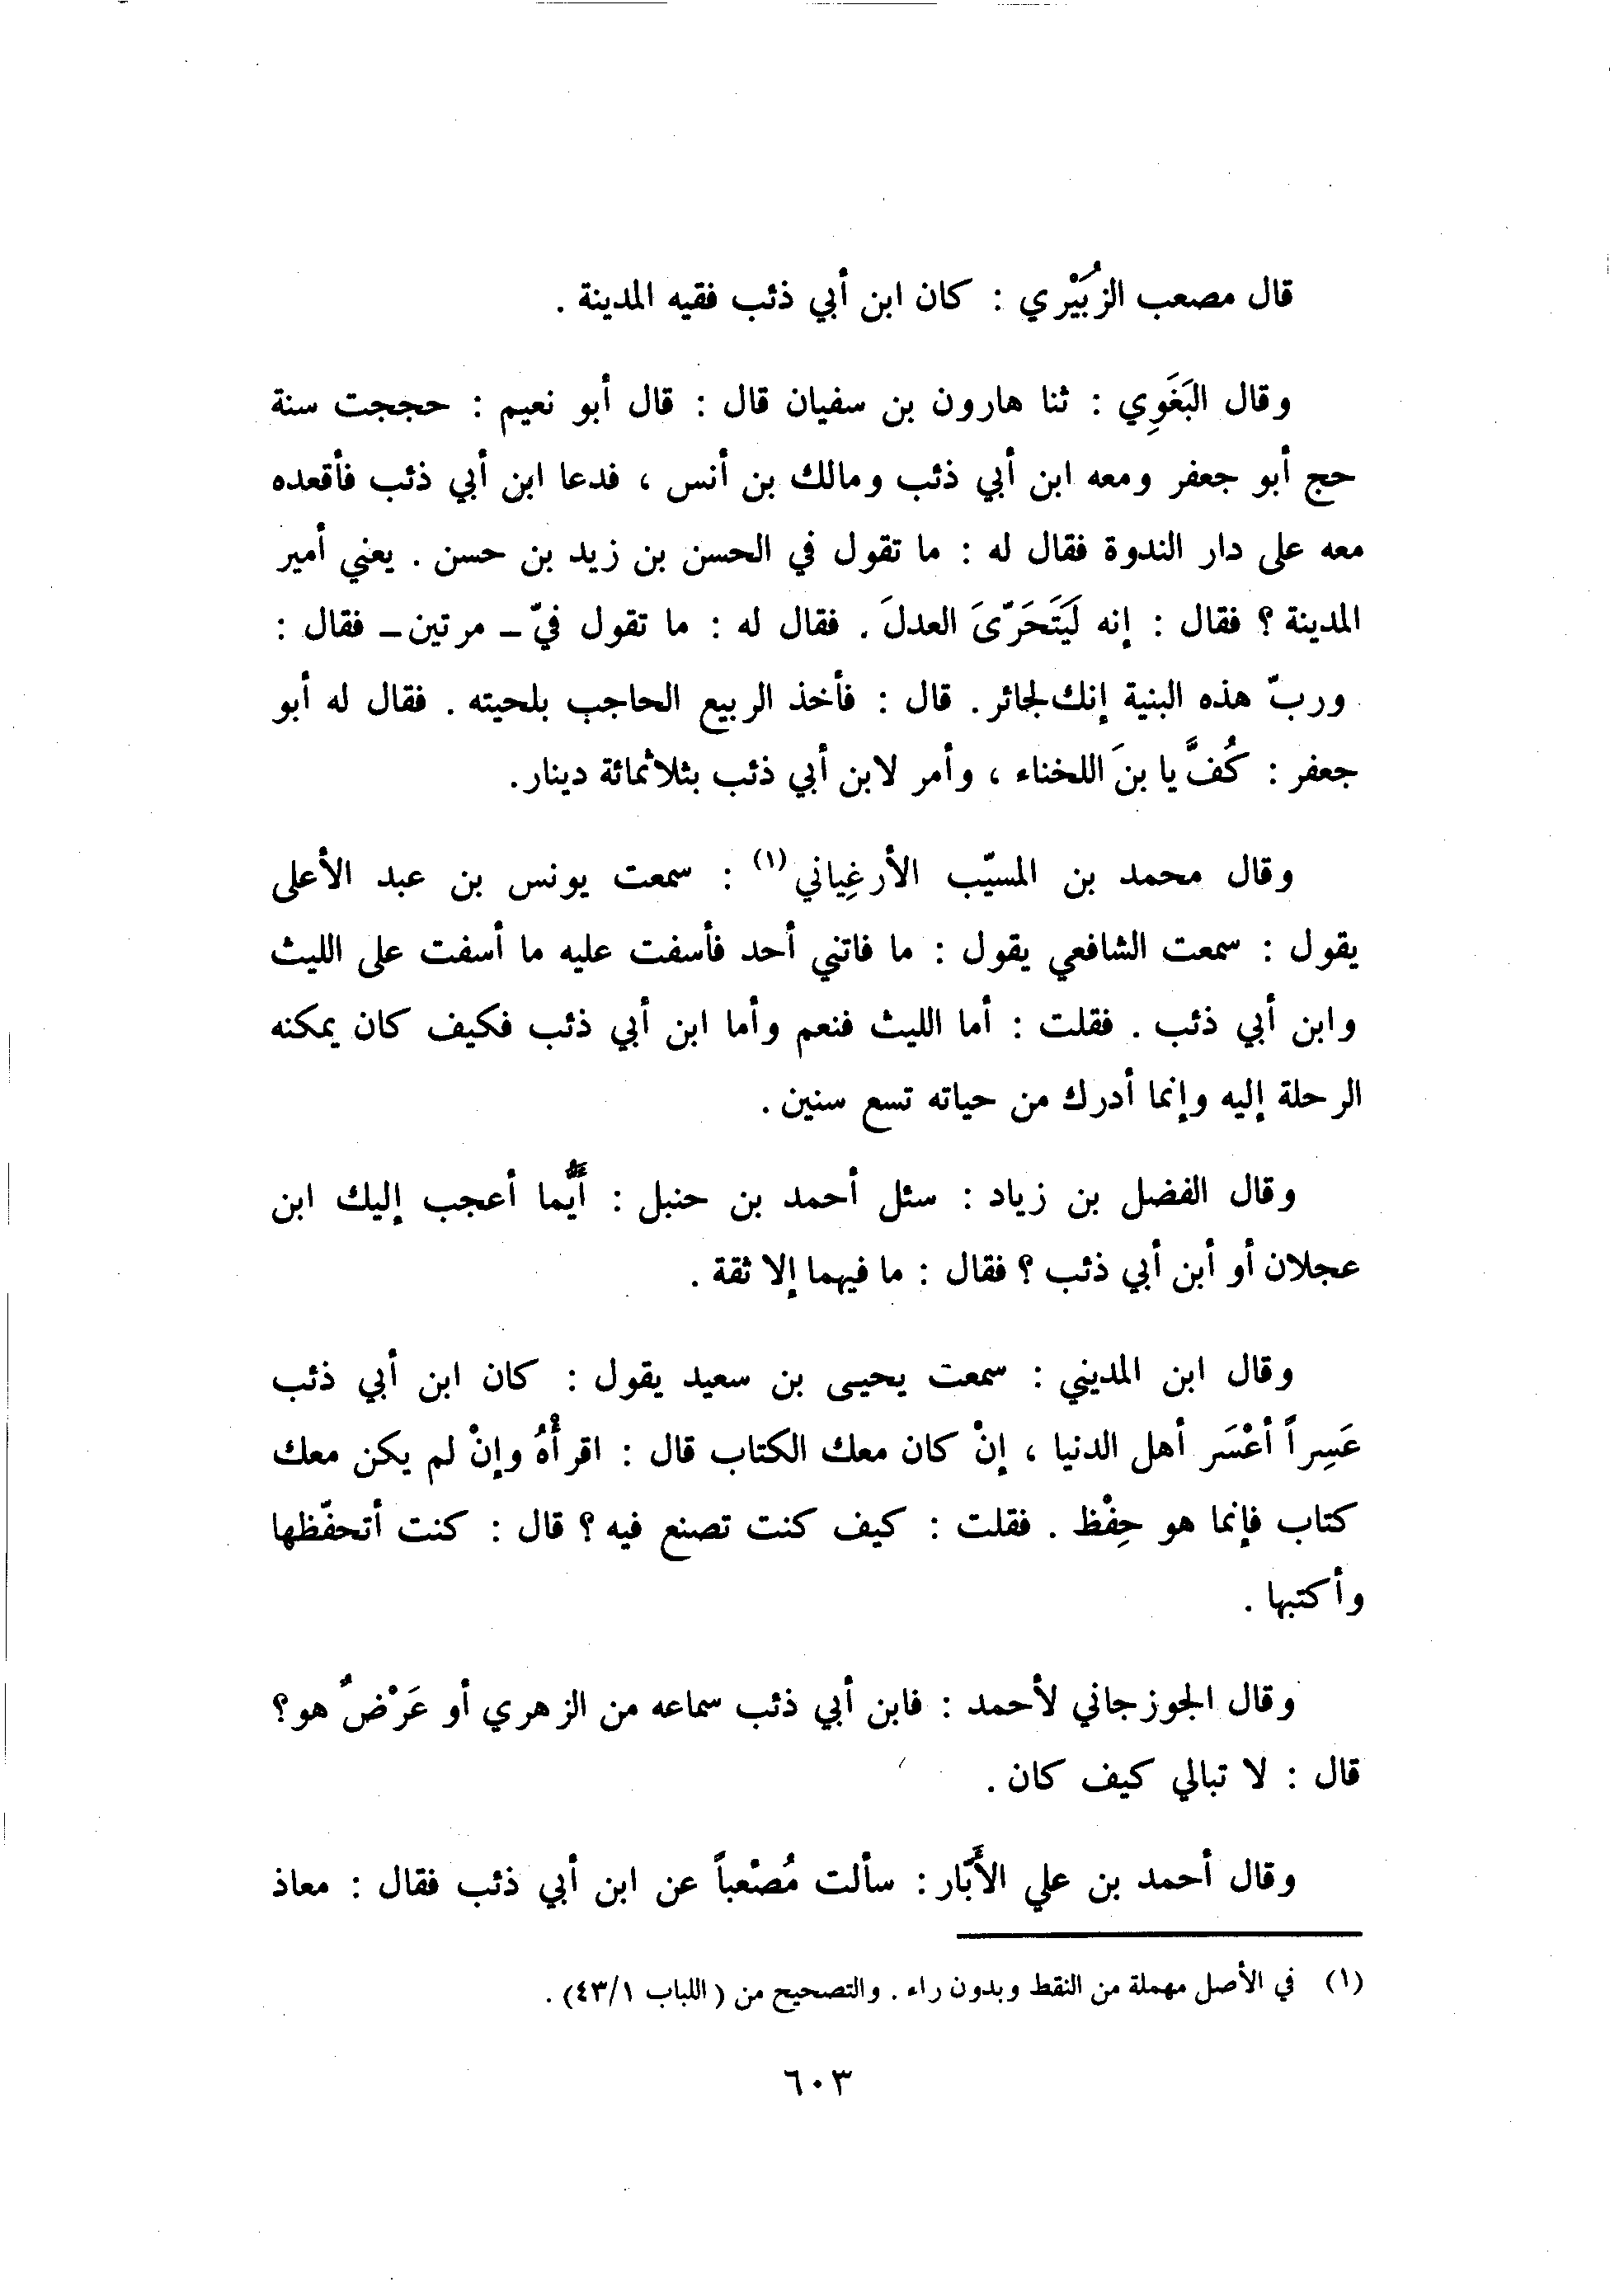 قال مصعب الزُبَيْري : كان ابن أبي ذئب فقيه المدينة .
وقال البَغَوِي : ثنا هارون بن سفيان قال : قال أبو نعيم : حججت سنة
حج أبو جعفر ومعه ابن أبي ذئب ومالك بن أنس ، فدعا ابن أبي ذئب فأقعده
معه على دار الندوة فقال له : ما تقول في الحسن بن زيد بن حسن . يعني أمير
المدينة ؟ فقال : إنه لَيَتَحَرّىَ العدلَ . فقال له : ما تقول فيّ ـ مرتين ـ فقال :
وربّ هذه البنية إنك لجائر . قال : فأخذ الربيع الحاجب بلحيته . فقال له أبو
جعفر : كُفَّ يا بنَ اللخناء ، وأمر لابن أبي ذئب بثلاثمائة دينار .
وقال محمد بن المسيّب الأرغِياني (١) : سمعت يونس بن عبد الأعلى
يقول : سمعت الشافعي يقول : ما فاتني أحد فأسفت عليه ما أسفت على الليث
وابن أبي ذئب . فقلت : أما الليث فنعم وأما ابن أبي ذئب فكيف كان يمكنه
الرحلة إليه وإنما أدرك من حياته تسع سنين .
وقال الفضل بن زياد : سئل أحمد بن حنبل : أيَّما أعجب إليك ابن
عجلان أو أبن أبي ذئب ؟ فقال : ما فيهما إلا ثقة .
وقال ابن المديني : سمعت يحيى بن سعيد يقول : كان ابن أبي ذئب
عَسِراً أعْسَر أهل الدنيا ، إنْ كان معك الكتاب قال : اقرأْهُ وإنْ لم يكن معك
كتاب فإنما هو حِفْظ . فقلت : كيف كنت تصنع فيه ؟ قال : كنت أتحفّظها
وأكتبها .
وقال الجوزجاني لأحمد : فابن أبي ذئب سماعه من الزهري أو عَرْضٌ هو ؟
قال : لا تبالي كيف كان .
وقال أحمد بن علي الأبَّار : سألت مُصْعباً عن ابن أبي ذئب فقال : معاذ
(١) في الأصل مهملة من النقط وبدون راء . والتصحيح من ( اللباب ٤٣/١) .
٦٠٣